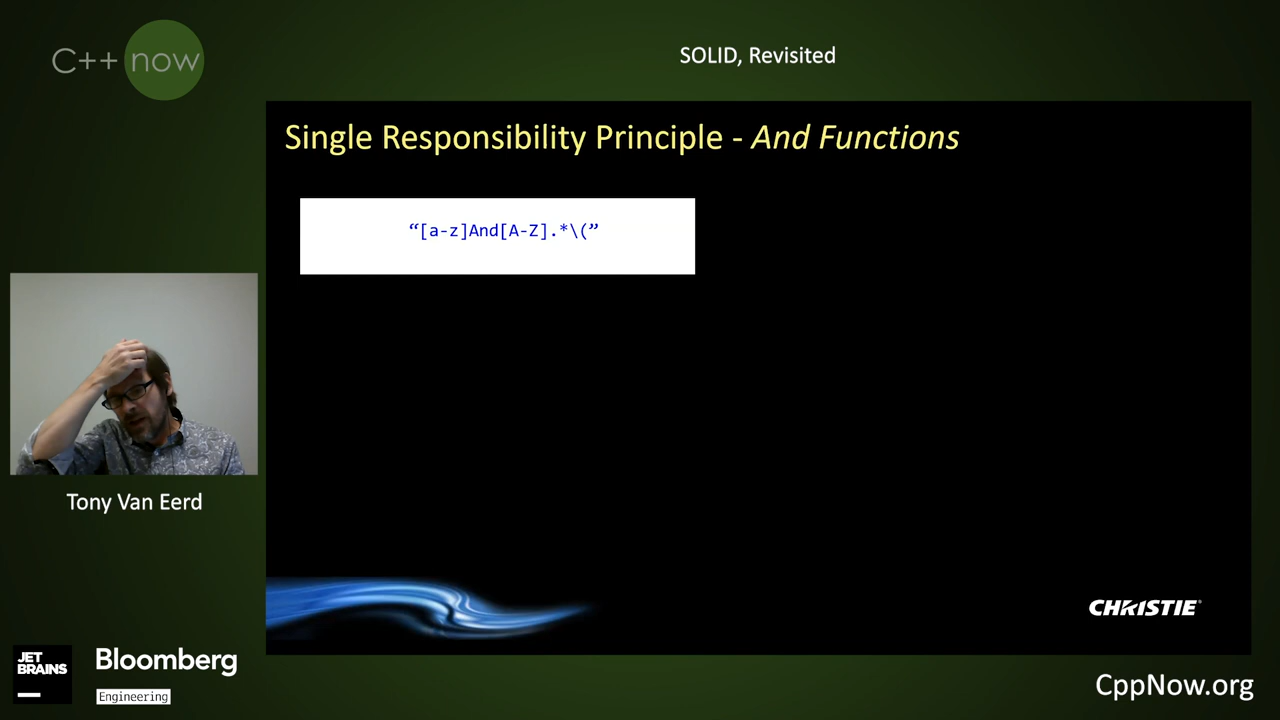 C++ now
SOLID, Revisited
Single Responsibility Principle - And Functions
“[a-z]And[A-Z].*\(”
Tony Van Eerd
CHRISTIE
JET
BRAINS
Bloomberg
Engineering
CppNow.org